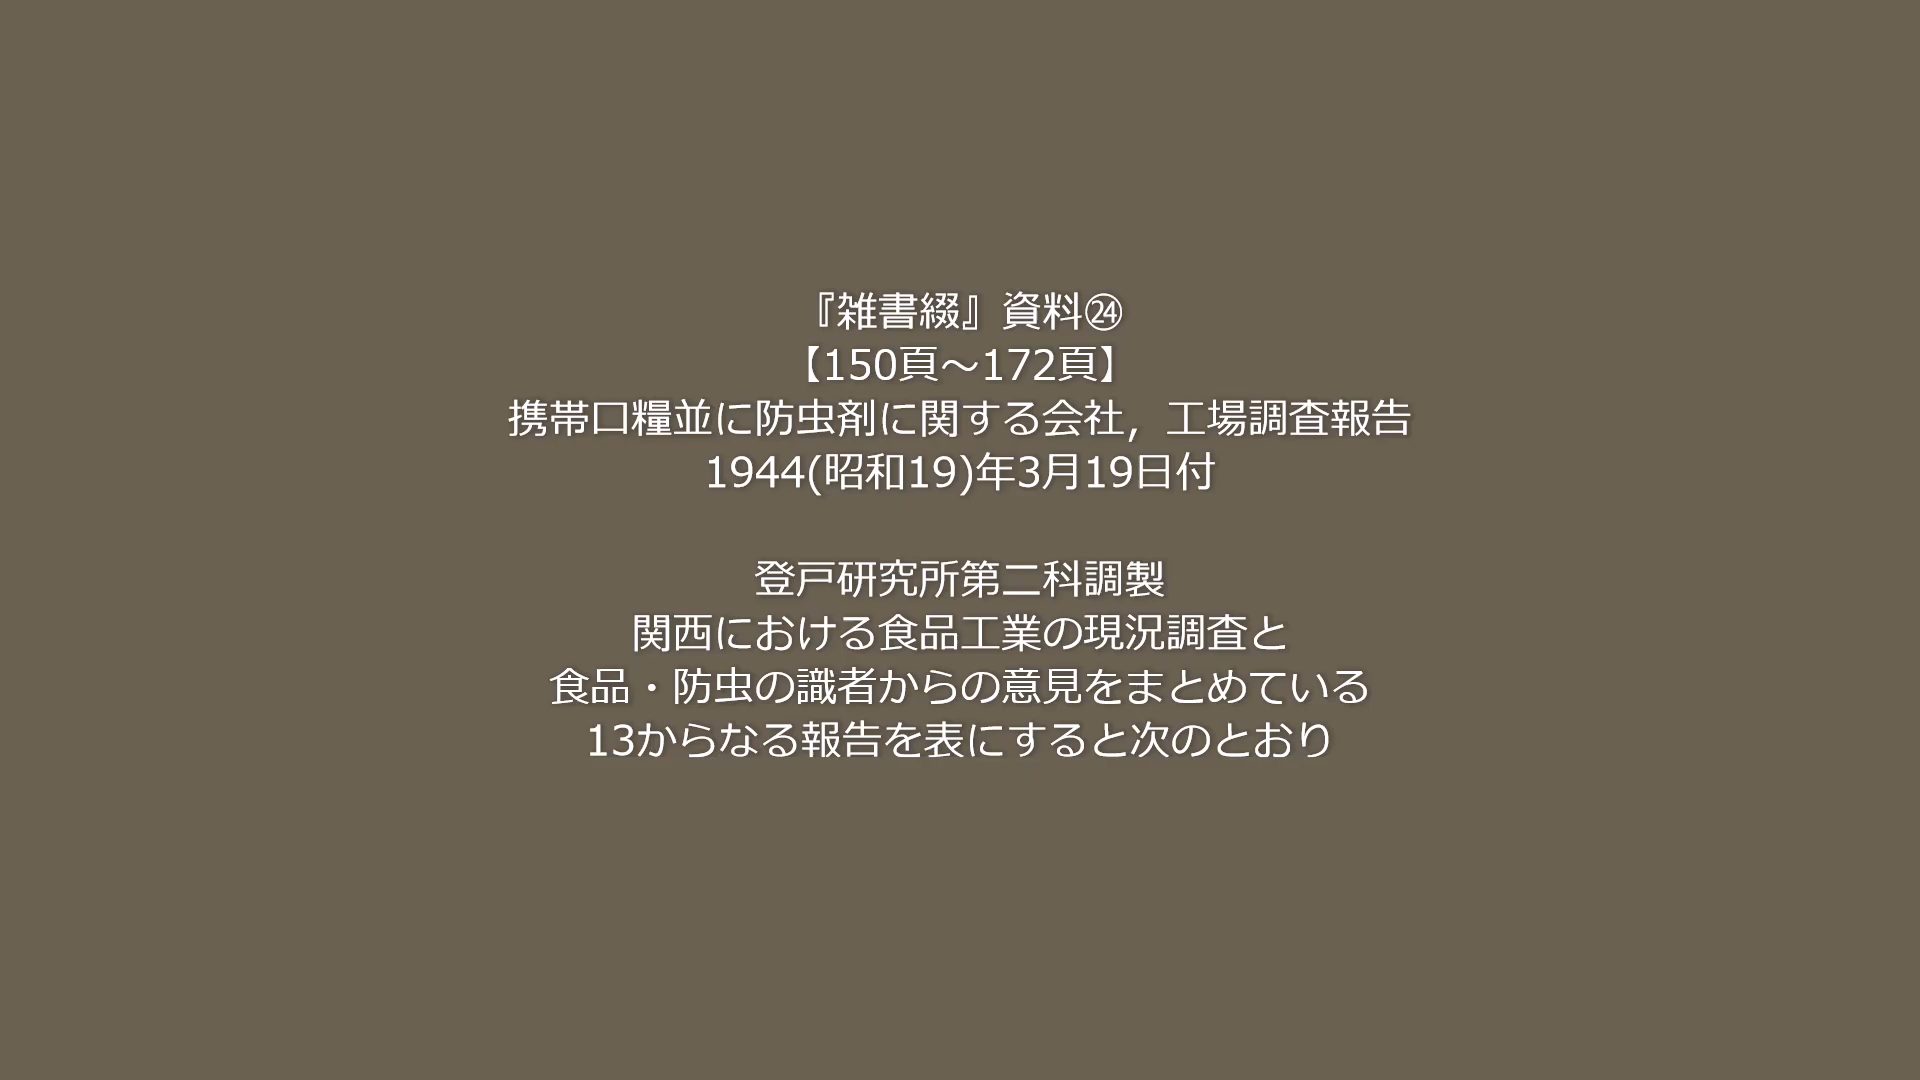 『雑書綴』資料㉔
【150頁～172頁】
携帯口糧並に防虫剤に関する会社，工場調査報告
1944(昭和19)年3月19日付
登戸研究所第二科調製
関西における食品工業の現況調査と
食品・防虫の識者からの意見をまとめている
13からなる報告を表にすると次のとおり